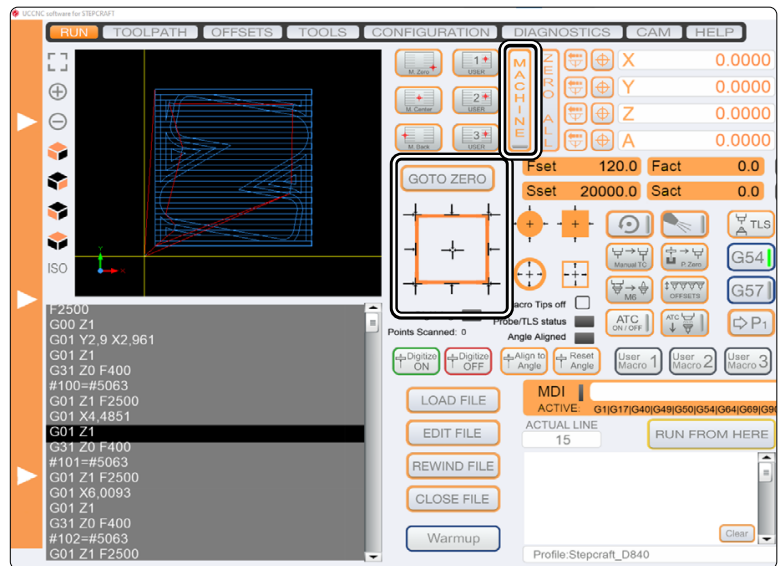 UCCNC software for STEPCRAFT
RUN TOOLPATH OFFSETS TOOLS CONFIGURATION DIAGNOSTICS CAM HELP
M. Zero
1
USER
M. Center
2
USER
M. Bank
3
USER
MACHINE
ZERO ALL
X 0.0000
Y 0.0000
Z 0.0000
A 0.0000
Fset 120.0 Fact 0.0
Sset 20000.0 Sact 0.0
GOTO ZERO
ISO
Y
TLS
Manual TC
P. Zero
G54
M6
OFFSETS
G57
ATC
ON / OFF
ATC
P1
acro Tips off
Probe/TLS status
Points Scanned: 0
Angle Aligned
Digitize ON
Digitize OFF
Align to Angle
Reset Angle
User Macro 1
User Macro 2
User Macro 3
F2500
G00 Z1
G01 Y2,9 X2,961
G01 Z1
G31 Z0 F400
#100=#5063
G01 Z1 F2500
G01 X4,4851
G01 Z1
G31 Z0 F400
#101=#5063
G01 Z1 F2500
G01 X6,0093
G01 Z1
G31 Z0 F400
#102=#5063
G01 Z1 F2500
LOAD FILE
EDIT FILE
REWIND FILE
CLOSE FILE
Warmup
MDI
ACTIVE: G1|G17|G40|G49|G50|G54|G64|G69|G90
ACTUAL LINE
15
RUN FROM HERE
Clear
Profile:Stepcraft_D840